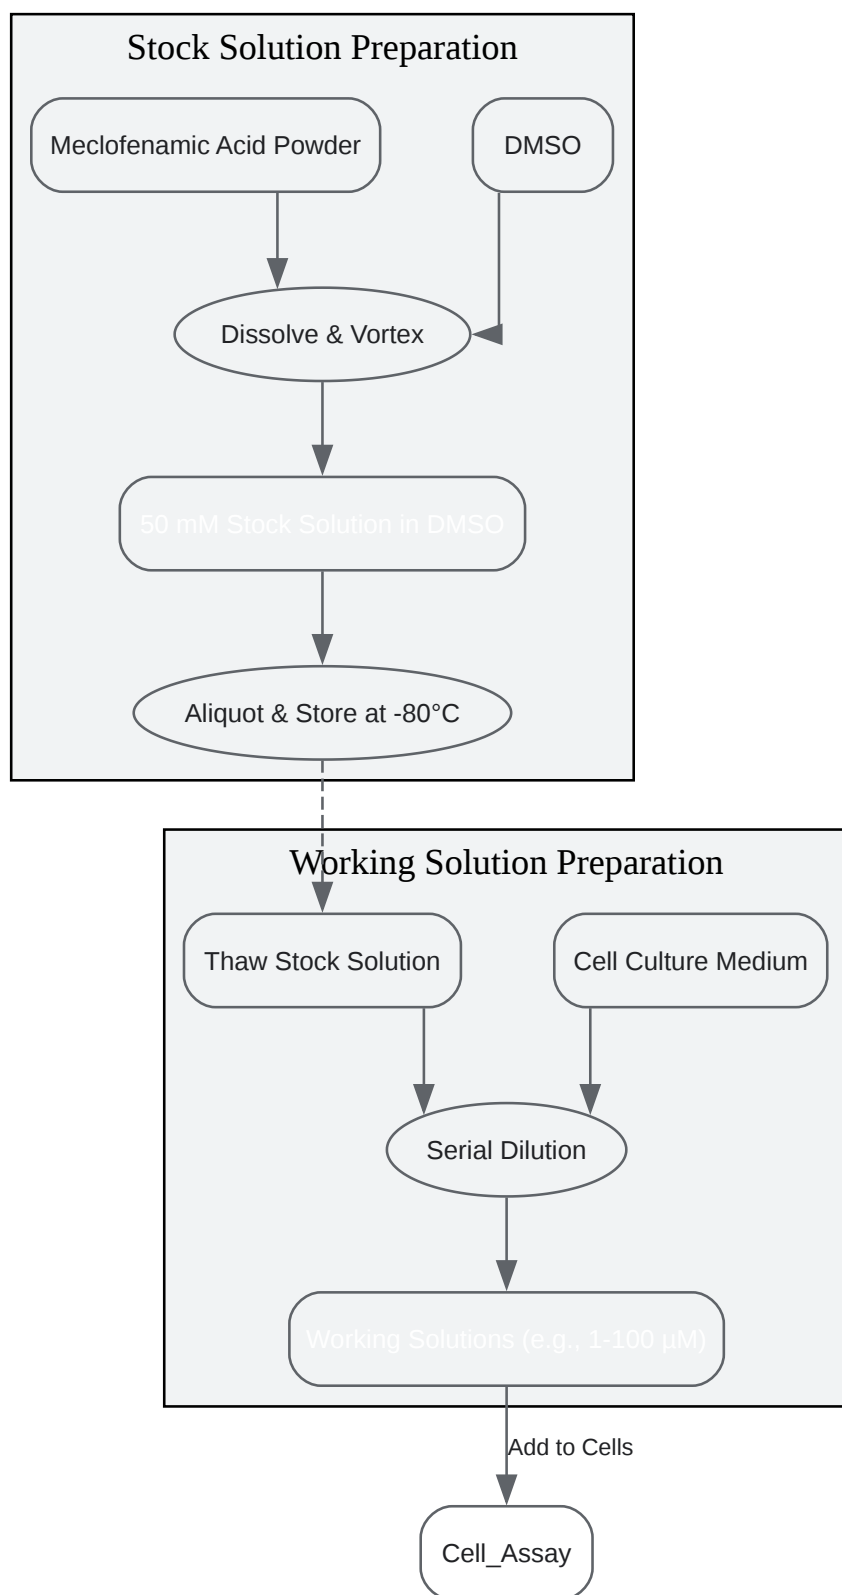 Stock Solution Preparation
Meclofenamic Acid Powder
DMSO
Dissolve & Vortex
50 mM Stock Solution in DMSO
Aliquot & Store at -80°C
Working Solution Preparation
Thaw Stock Solution
Cell Culture Medium
Serial Dilution
Working Solutions (e.g., 1-100 µM)
Add to Cells
Cell_Assay